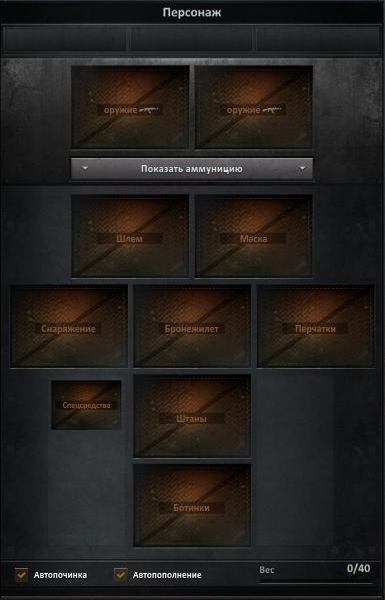 Персонаж
оружие оружие
Показать аммуницию
Шлем Маска
Снаряжение Бронежилет Перчатки
Спецсредства Штаны
Ботинки
Автопочинка Автопополнение Вес 0/40